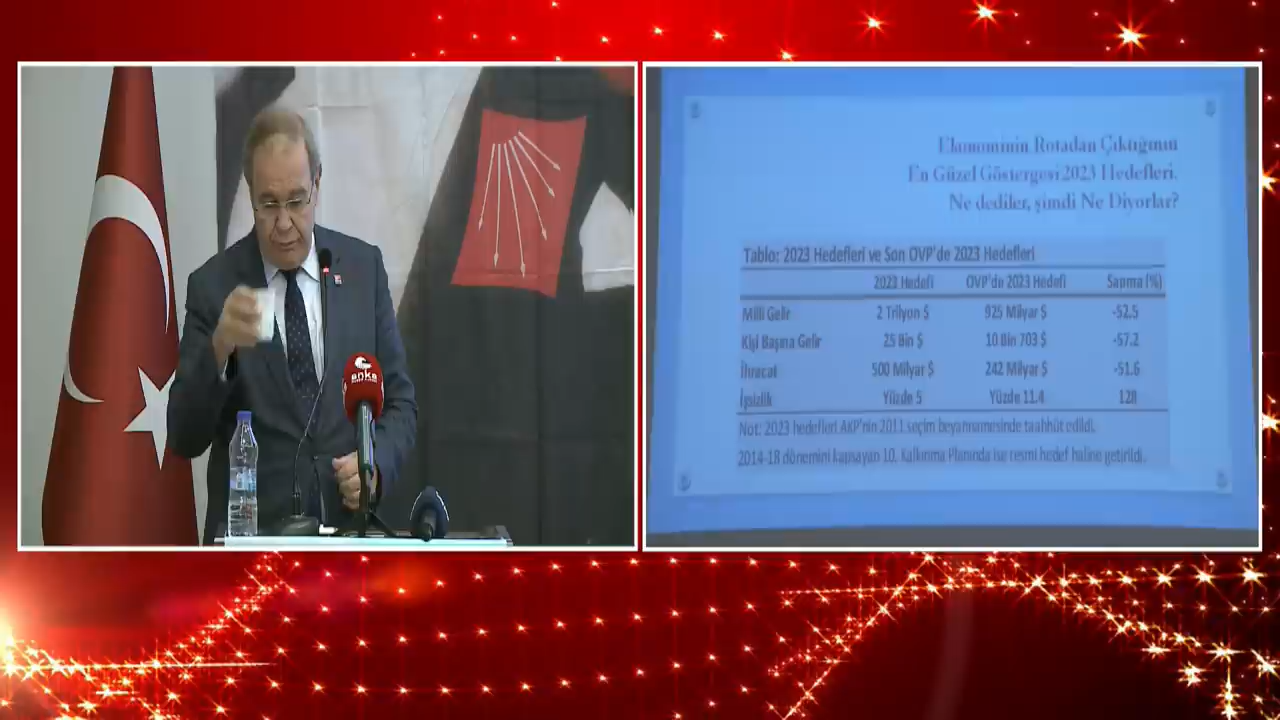 anka
Ekonominin Rotadan Çıktığının
En Güzel Göstergesi 2023 Hedefleri.
Ne dediler, şimdi Ne Diyorlar?
Tablo: 2023 Hedefleri ve Son OVP'de 2023 Hedefleri
2023 Hedefi OVP'de 2023 Hedefi Sapma (%)
Milli Gelir 2 Trilyon $ 925 Milyar $ -52.5
Kişi Başına Gelir 25 Bin $ 10 Bin 703 $ -57.2
İhracat 500 Milyar $ 242 Milyar $ -51.6
İşsizlik Yüzde 5 Yüzde 11.4 128
Not: 2023 hedefleri AKP'nin 2011 seçim beyannamesinde taahhüt edildi.
2014-18 dönemini kapsayan 10. Kalkınma Planında ise resmi hedef haline getirildi.